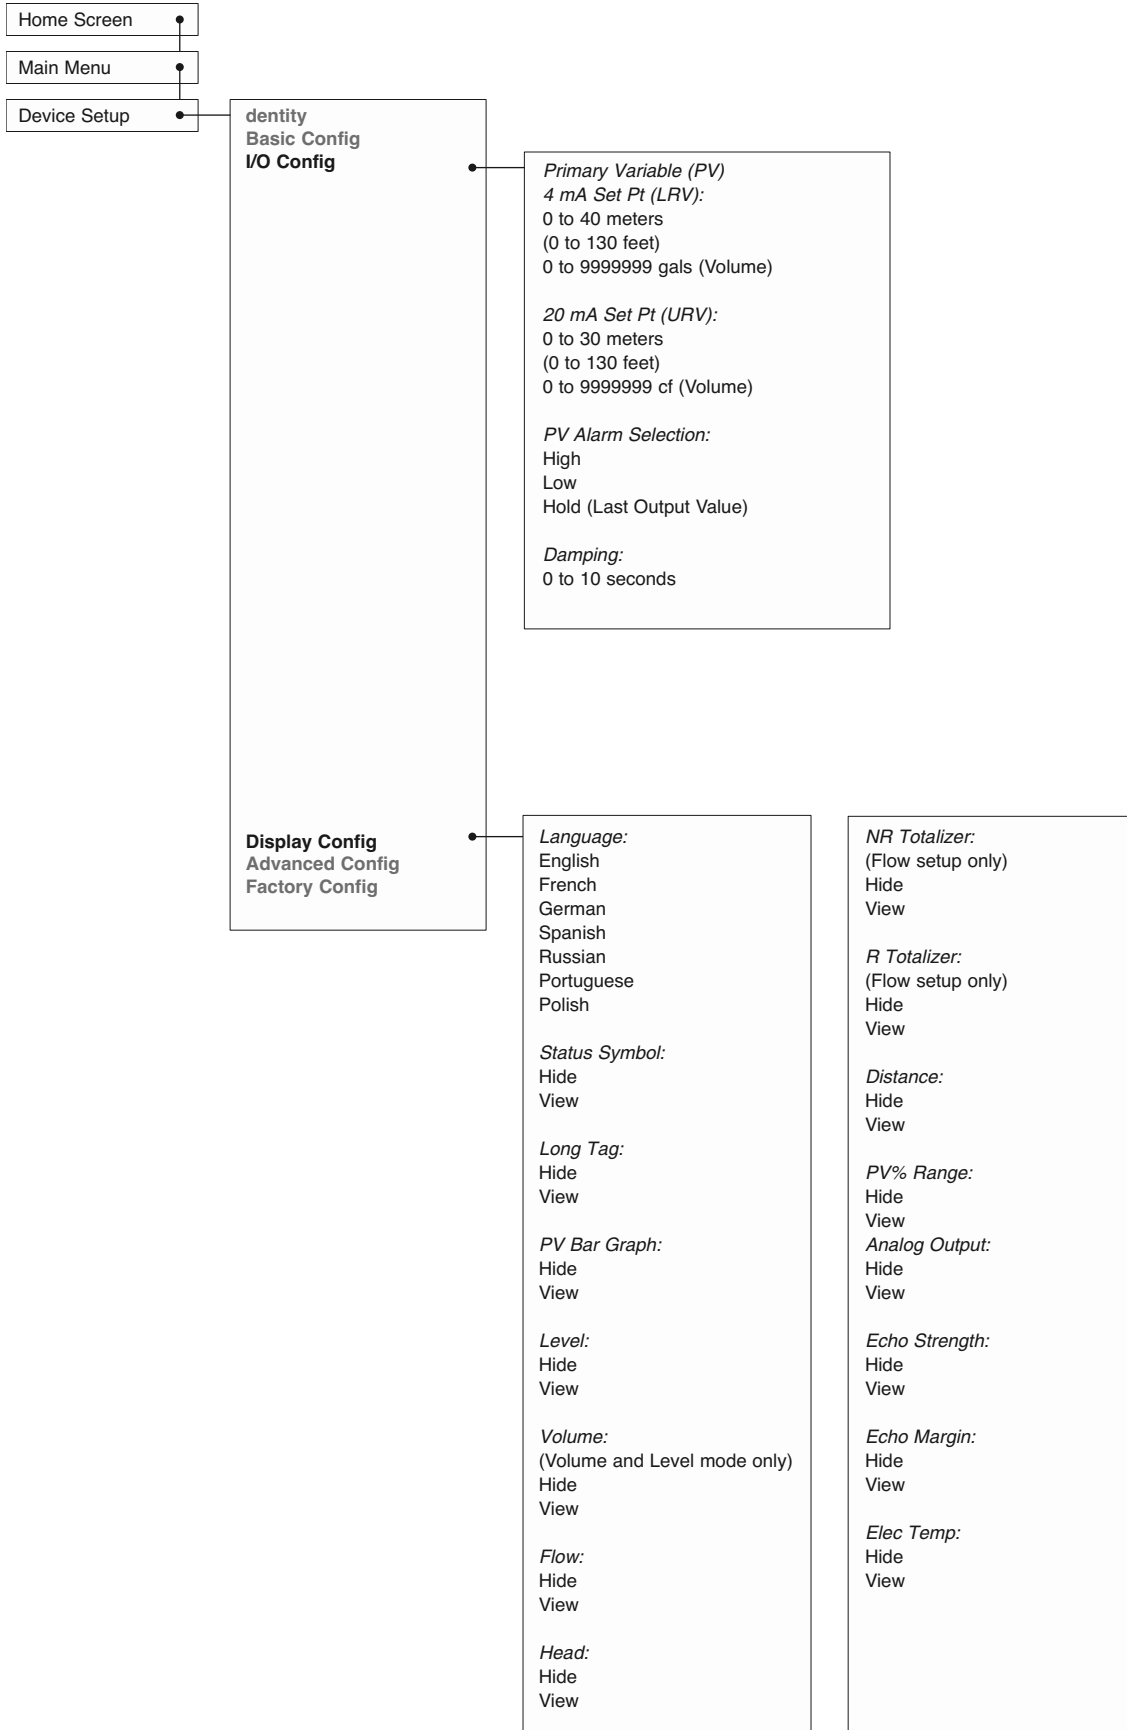 Home Screen
Main Menu
Device Setup
dentity
Basic Config
I/O Config
Primary Variable (PV)
4 mA Set Pt (LRV):
0 to 40 meters
(0 to 130 feet)
0 to 9999999 gals (Volume)
20 mA Set Pt (URV):
0 to 30 meters
(0 to 130 feet)
0 to 9999999 cf (Volume)
PV Alarm Selection:
High
Low
Hold (Last Output Value)
Damping:
0 to 10 seconds
Display Config
Advanced Config
Factory Config
Language:
English
French
German
Spanish
Russian
Portuguese
Polish
Status Symbol:
Hide
View
Long Tag:
Hide
View
PV Bar Graph:
Hide
View
Level:
Hide
View
Volume:
(Volume and Level mode only)
Hide
View
Flow:
Hide
View
Head:
Hide
View
NR Totalizer:
(Flow setup only)
Hide
View
R Totalizer:
(Flow setup only)
Hide
View
Distance:
Hide
View
PV% Range:
Hide
View
Analog Output:
Hide
View
Echo Strength:
Hide
View
Echo Margin:
Hide
View
Elec Temp:
Hide
View